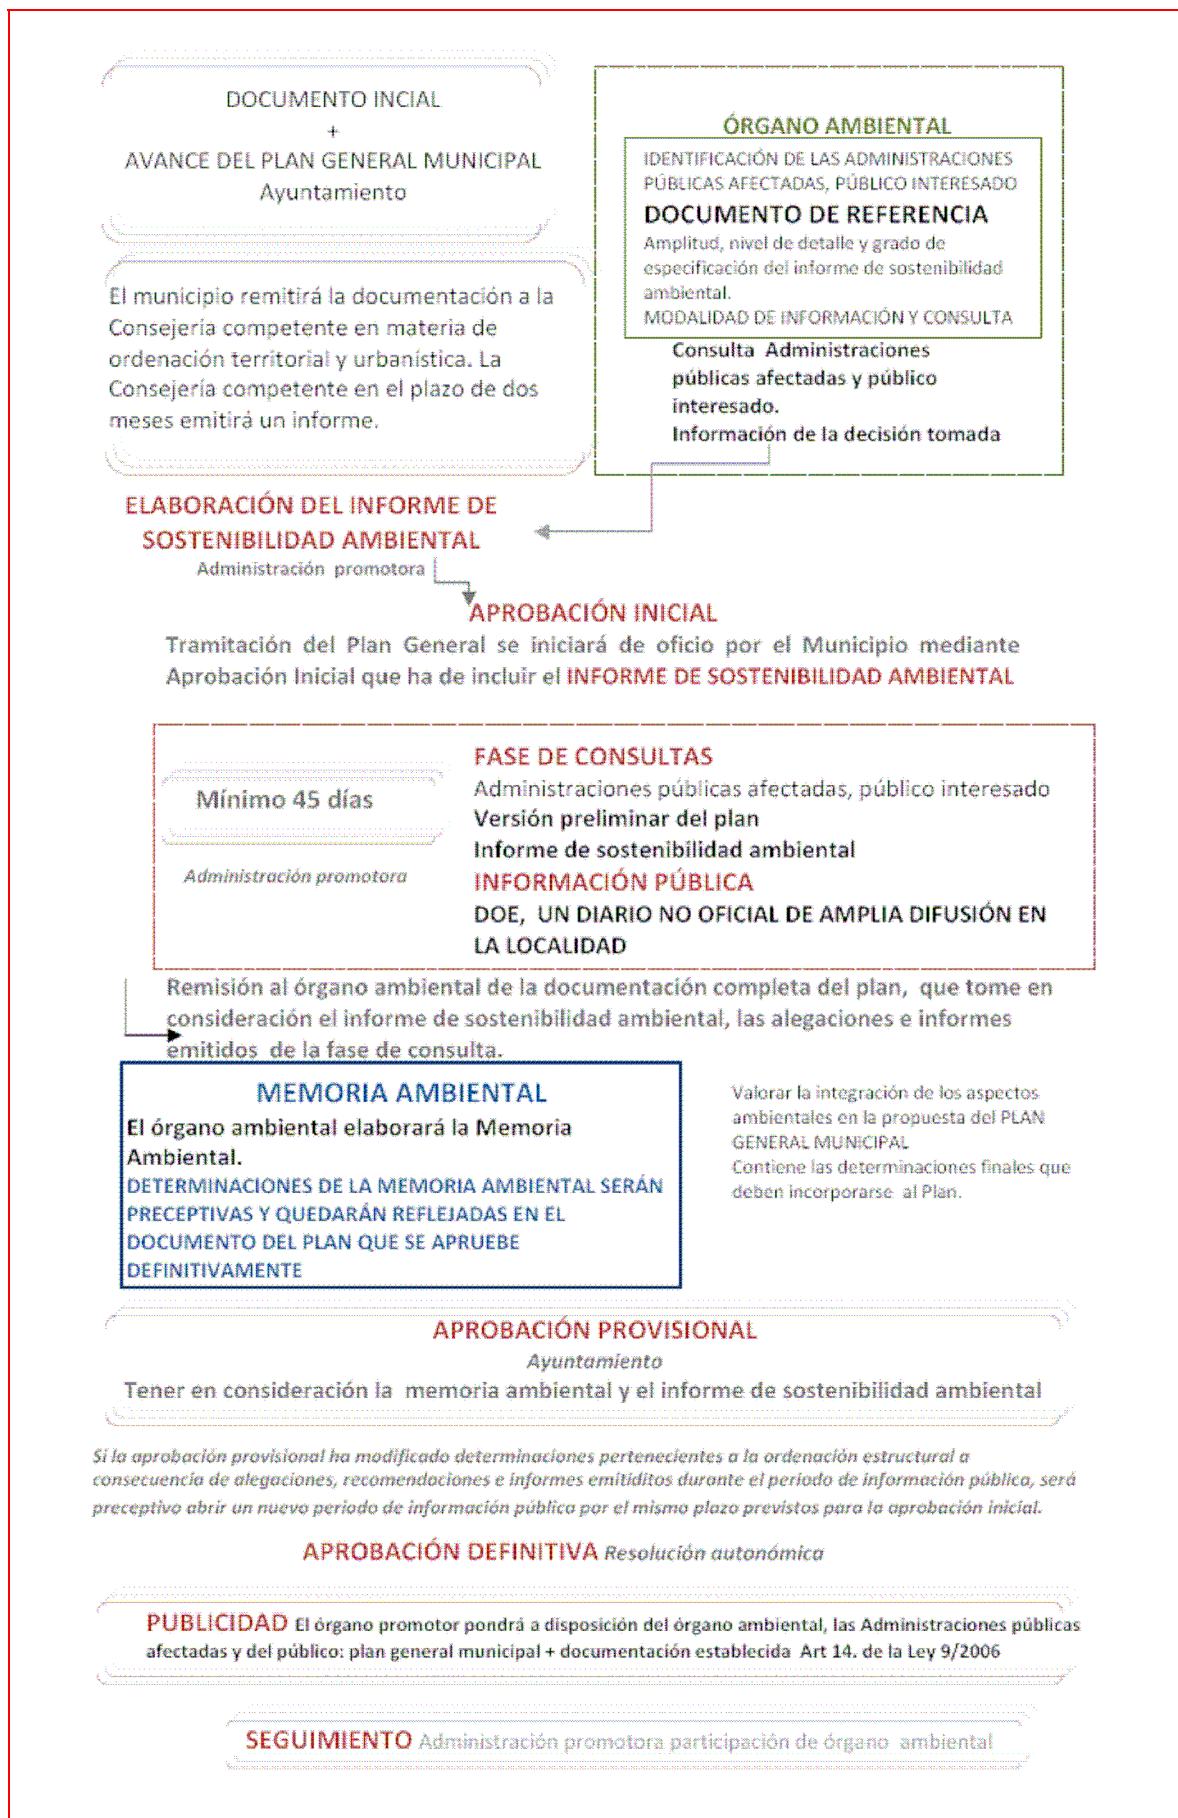 DOCUMENTO INCIAL
+
AVANCE DEL PLAN GENERAL MUNICIPAL
Ayuntamiento
El municipio remitirá la documentación a la
Consejería competente en materia de
ordenación territorial y urbanística. La
Consejería competente en el plazo de dos
meses emitirá un informe.
ÓRGANO AMBIENTAL
IDENTIFICACIÓN DE LAS ADMINISTRACIONES
PÚBLICAS AFECTADAS, PÚBLICO INTERESADO
DOCUMENTO DE REFERENCIA
Amplitud, nivel de detalle y grado de
especificación del informe de sostenibilidad
ambiental.
MODALIDAD DE INFORMACIÓN Y CONSULTA
Consulta Administraciones
públicas afectadas y público
interesado.
Información de la decisión tomada
ELABORACIÓN DEL INFORME DE
SOSTENIBILIDAD AMBIENTAL
Administración promotora
APROBACIÓN INICIAL
Tramitación del Plan General se iniciará de oficio por el Municipio mediante
Aprobación Inicial que ha de incluir el INFORME DE SOSTENIBILIDAD AMBIENTAL
Mínimo 45 días
Administración promotora
FASE DE CONSULTAS
Administraciones públicas afectadas, público interesado
Versión preliminar del plan
Informe de sostenibilidad ambiental
INFORMACIÓN PÚBLICA
DOE, UN DIARIO NO OFICIAL DE AMPLIA DIFUSIÓN EN
LA LOCALIDAD
Remisión al órgano ambiental de la documentación completa del plan, que tome en
consideración el informe de sostenibilidad ambiental, las alegaciones e informes
emitidos de la fase de consulta.
MEMORIA AMBIENTAL
El órgano ambiental elaborará la Memoria
Ambiental.
DETERMINACIONES DE LA MEMORIA AMBIENTAL SERÁN
PRECEPTIVAS Y QUEDARÁN REFLEJADAS EN EL
DOCUMENTO DEL PLAN QUE SE APRUEBE
DEFINITIVAMENTE
Valorar la integración de los aspectos
ambientales en la propuesta del PLAN
GENERAL MUNICIPAL
Contiene las determinaciones finales que
deben incorporarse al Plan.
APROBACIÓN PROVISIONAL
Ayuntamiento
Tener en consideración la memoria ambiental y el informe de sostenibilidad ambiental
Si la aprobación provisional ha modificado determinaciones pertenecientes a la ordenación estructural a
consecuencia de alegaciones, recomendaciones e informes emitiditos durante el periodo de información pública, será
preceptivo abrir un nuevo periodo de información pública por el mismo plazo previstos para la aprobación inicial.
APROBACIÓN DEFINITIVA Resolución autonómica
PUBLICIDAD El órgano promotor pondrá a disposición del órgano ambiental, las Administraciones públicas
afectadas y del público: plan general municipal + documentación establecida Art 14. de la Ley 9/2006
SEGUIMIENTO Administración promotora participación de órgano ambiental